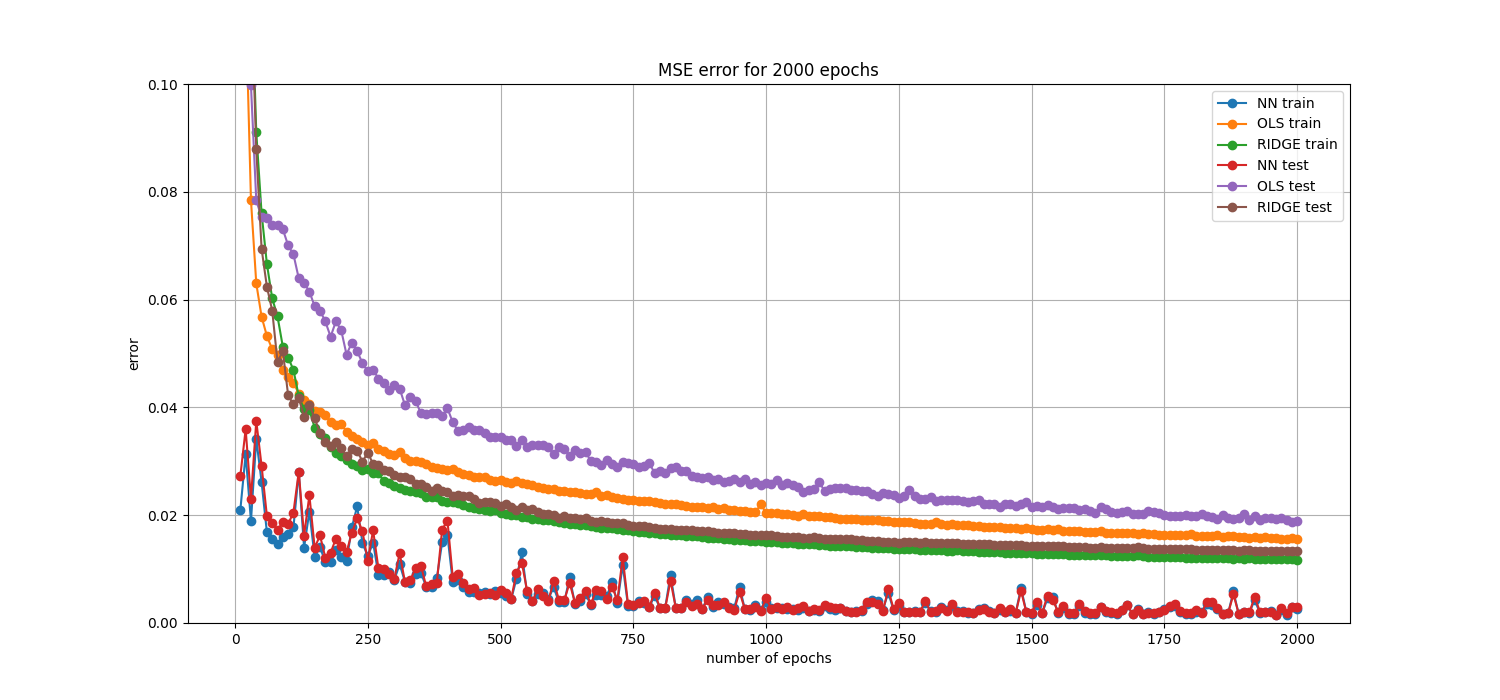 MSE error for 2000 epochs
0.10
0.08
0.06
0.04
0.02
0.00
error
NN train
OLS train
RIDGE train
NN test
OLS test
RIDGE test
0 250 500 750 1000 1250 1500 1750 2000
number of epochs